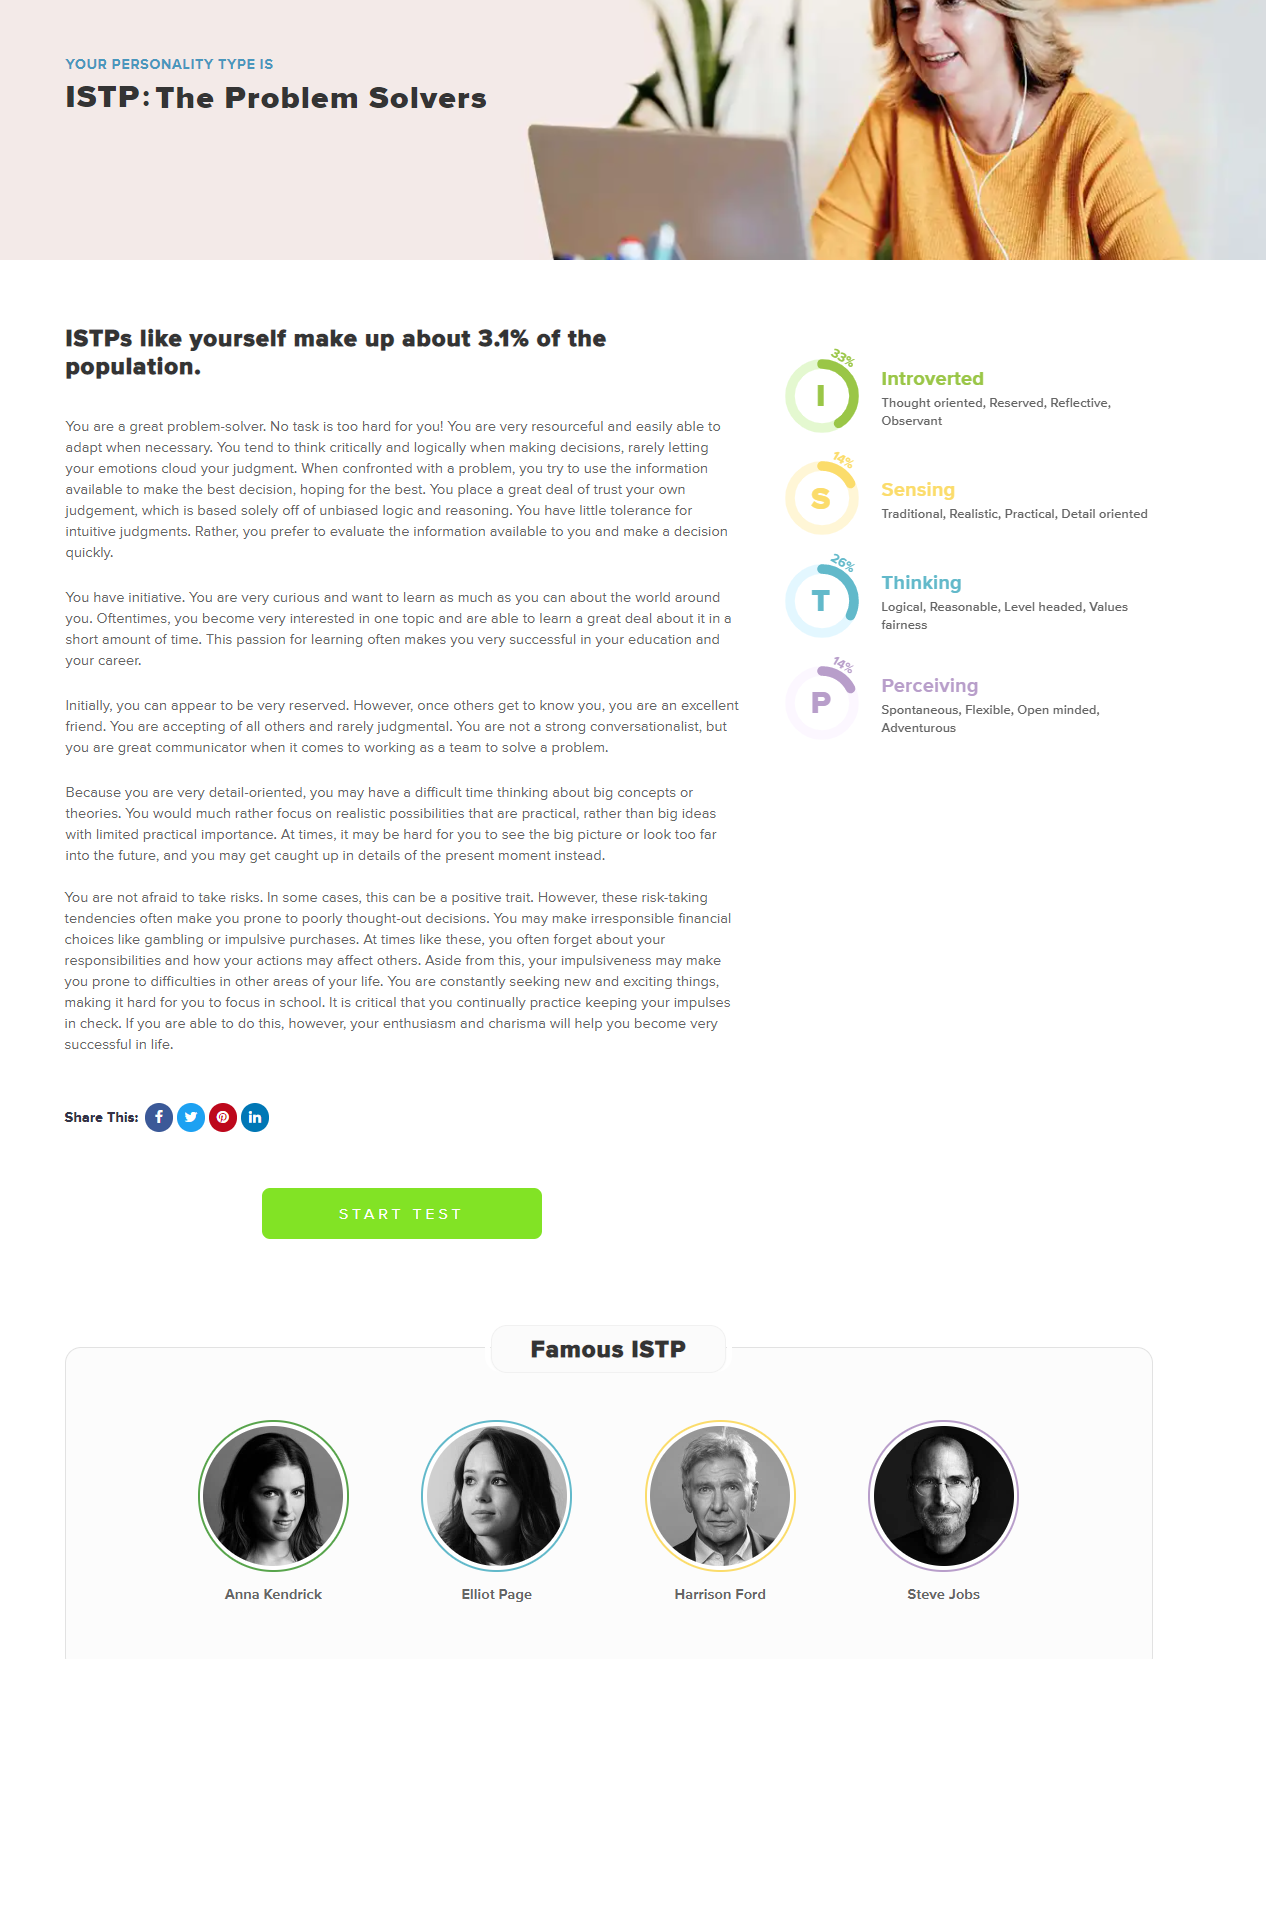 YOUR PERSONALITY TYPE IS
ISTP: The Problem Solvers
ISTPs like yourself make up about 3.1% of the
population.
You are a great problem-solver. No task is too hard for you! You are very resourceful and easily able to
adapt when necessary. You tend to think critically and logically when making decisions, rarely letting
your emotions cloud your judgment. When confronted with a problem, you try to use the information
available to make the best decision, hoping for the best. You place a great deal of trust your own
judgement, which is based solely off of unbiased logic and reasoning. You have little tolerance for
intuitive judgments. Rather, you prefer to evaluate the information available to you and make a decision
quickly.
You have initiative. You are very curious and want to learn as much as you can about the world around
you. Oftentimes, you become very interested in one topic and are able to learn a great deal about it in a
short amount of time. This passion for learning often makes you very successful in your education and
your career.
Initially, you can appear to be very reserved. However, once others get to know you, you are an excellent
friend. You are accepting of all others and rarely judgmental. You are not a strong conversationalist, but
you are great communicator when it comes to working as a team to solve a problem.
Because you are very detail-oriented, you may have a difficult time thinking about big concepts or
theories. You would much rather focus on realistic possibilities that are practical, rather than big ideas
with limited practical importance. At times, it may be hard for you to see the big picture or look too far
into the future, and you may get caught up in details of the present moment instead.
You are not afraid to take risks. In some cases, this can be a positive trait. However, these risk-taking
tendencies often make you prone to poorly thought-out decisions. You may make irresponsible financial
choices like gambling or impulsive purchases. At times like these, you often forget about your
responsibilities and how your actions may affect others. Aside from this, your impulsiveness may make
you prone to difficulties in other areas of your life. You are constantly seeking new and exciting things,
making it hard for you to focus in school. It is critical that you continually practice keeping your impulses
in check. If you are able to do this, however, your enthusiasm and charisma will help you become very
successful in life.
33%
I
Introverted
Thought oriented, Reserved, Reflective,
Observant
14%
S
Sensing
Traditional, Realistic, Practical, Detail oriented
26%
T
Thinking
Logical, Reasonable, Level headed, Values
fairness
14%
P
Perceiving
Spontaneous, Flexible, Open minded,
Adventurous
Share This:
START TEST
Famous ISTP
Anna Kendrick
Elliot Page
Harrison Ford
Steve Jobs